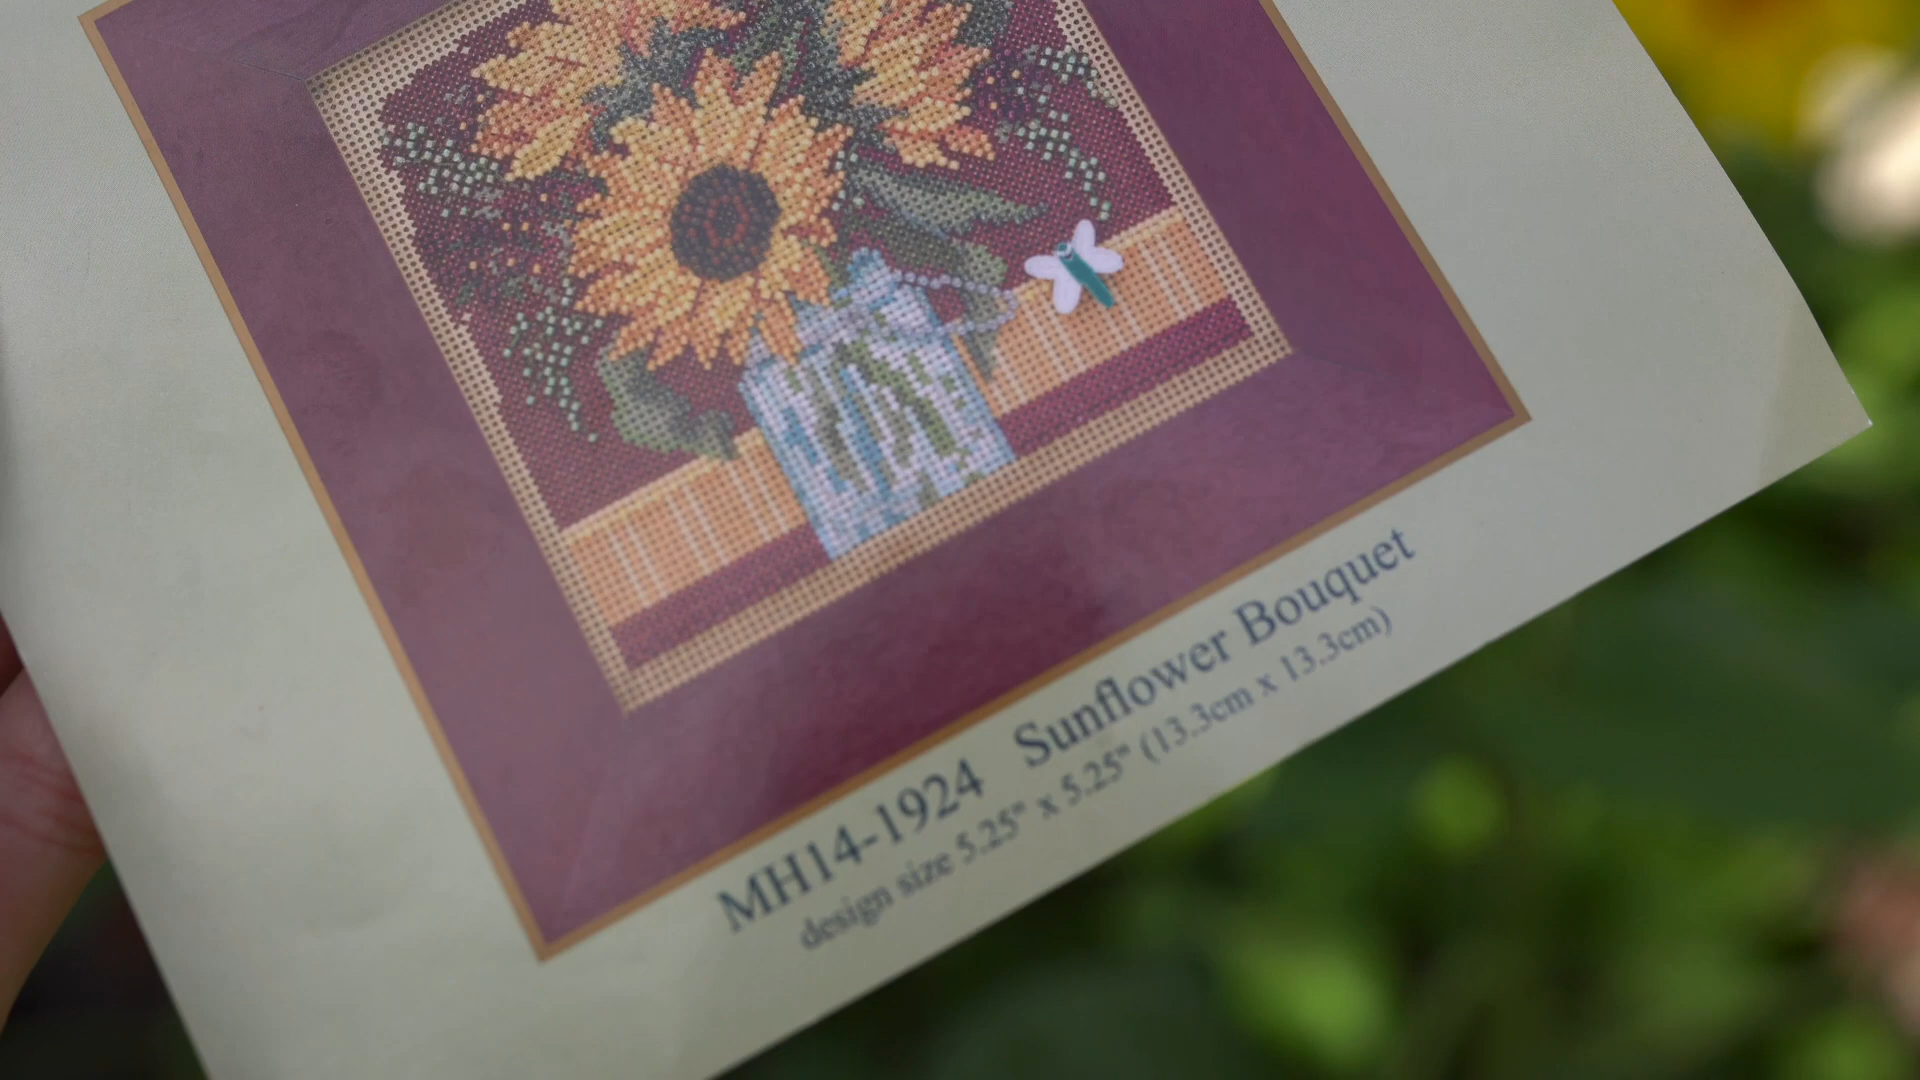 MH14-1924 Sunflower Bouquet
design size 5.25" x 5.25" (13.3cm x 13.3cm)